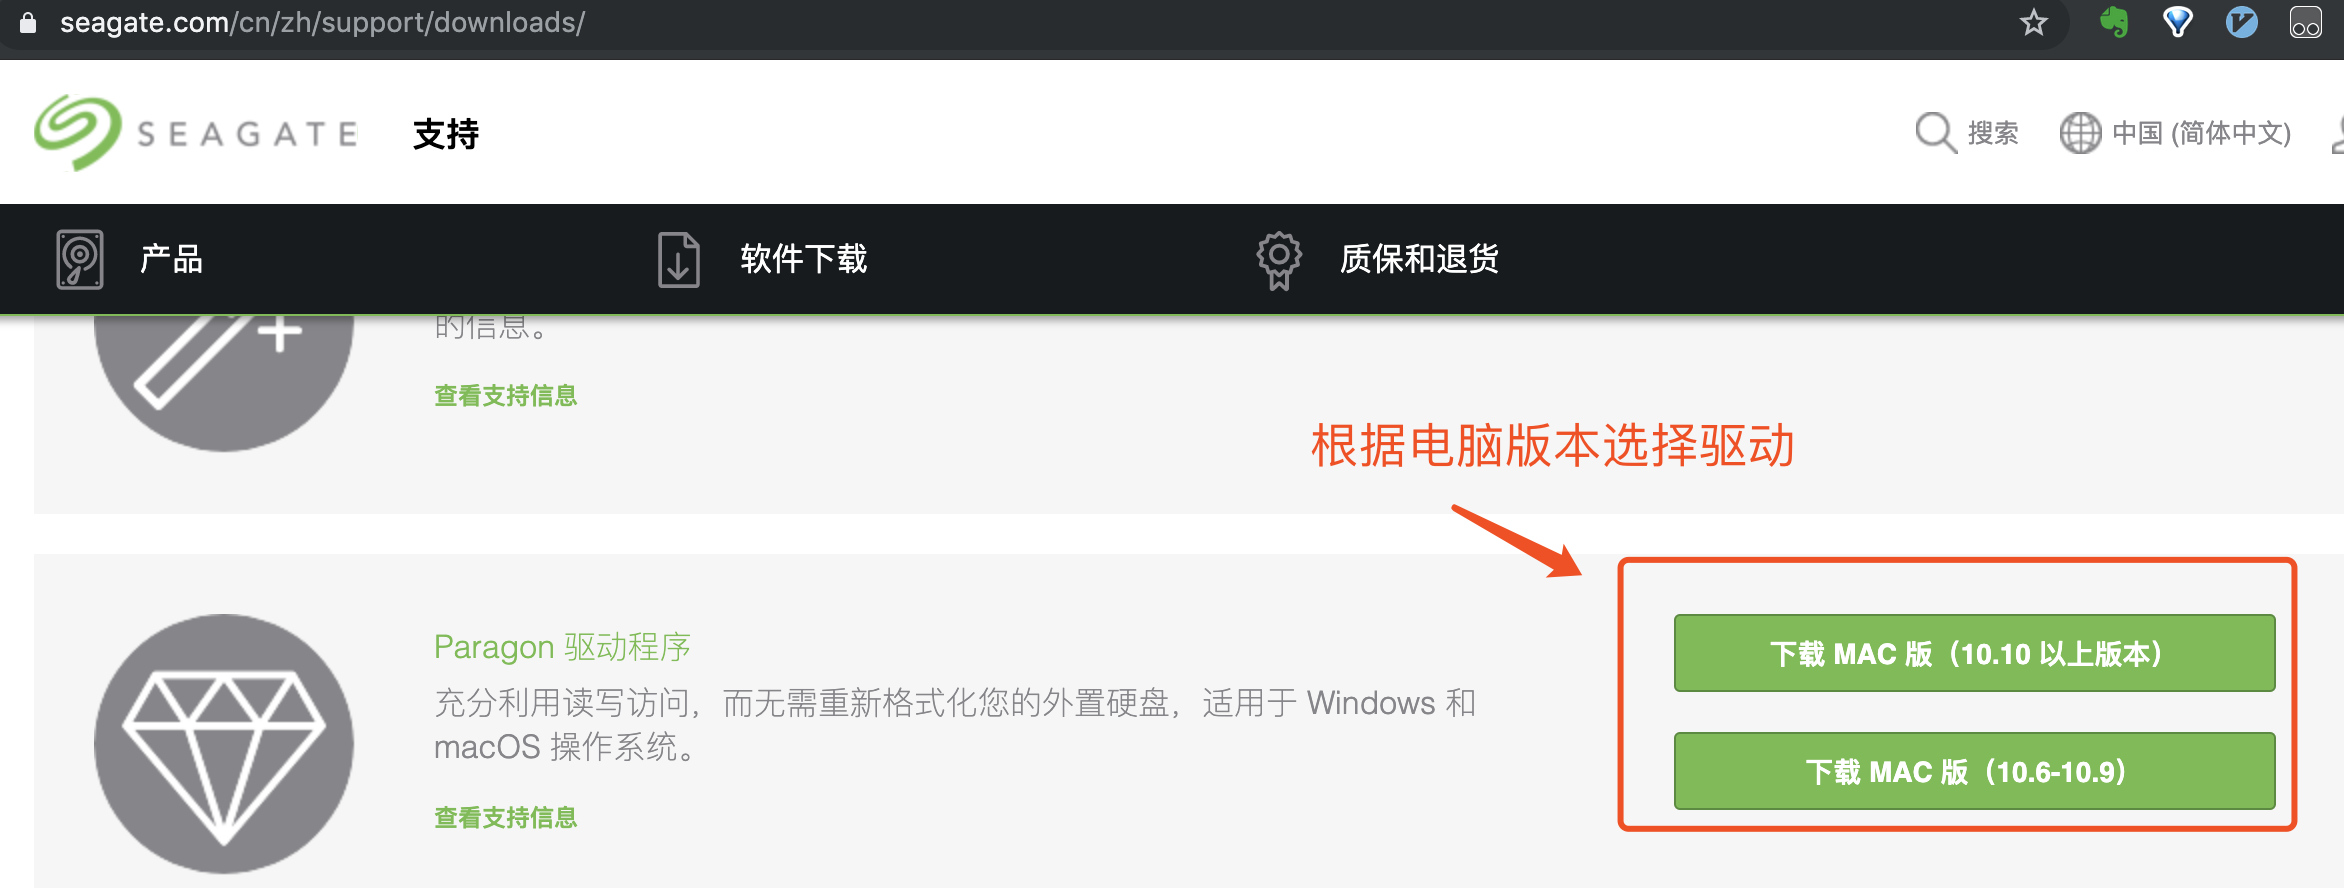 seagate.com/cn/zh/support/downloads/
SEAGATE
支持
搜索
中国 (简体中文)
产品
软件下载
质保和退货
的信息。
查看支持信息
根据电脑版本选择驱动
Paragon 驱动程序
充分利用读写访问，而无需重新格式化您的外置硬盘，适用于 Windows 和
macOS 操作系统。
查看支持信息
下载 MAC 版（10.10 以上版本）
下载 MAC 版（10.6-10.9）